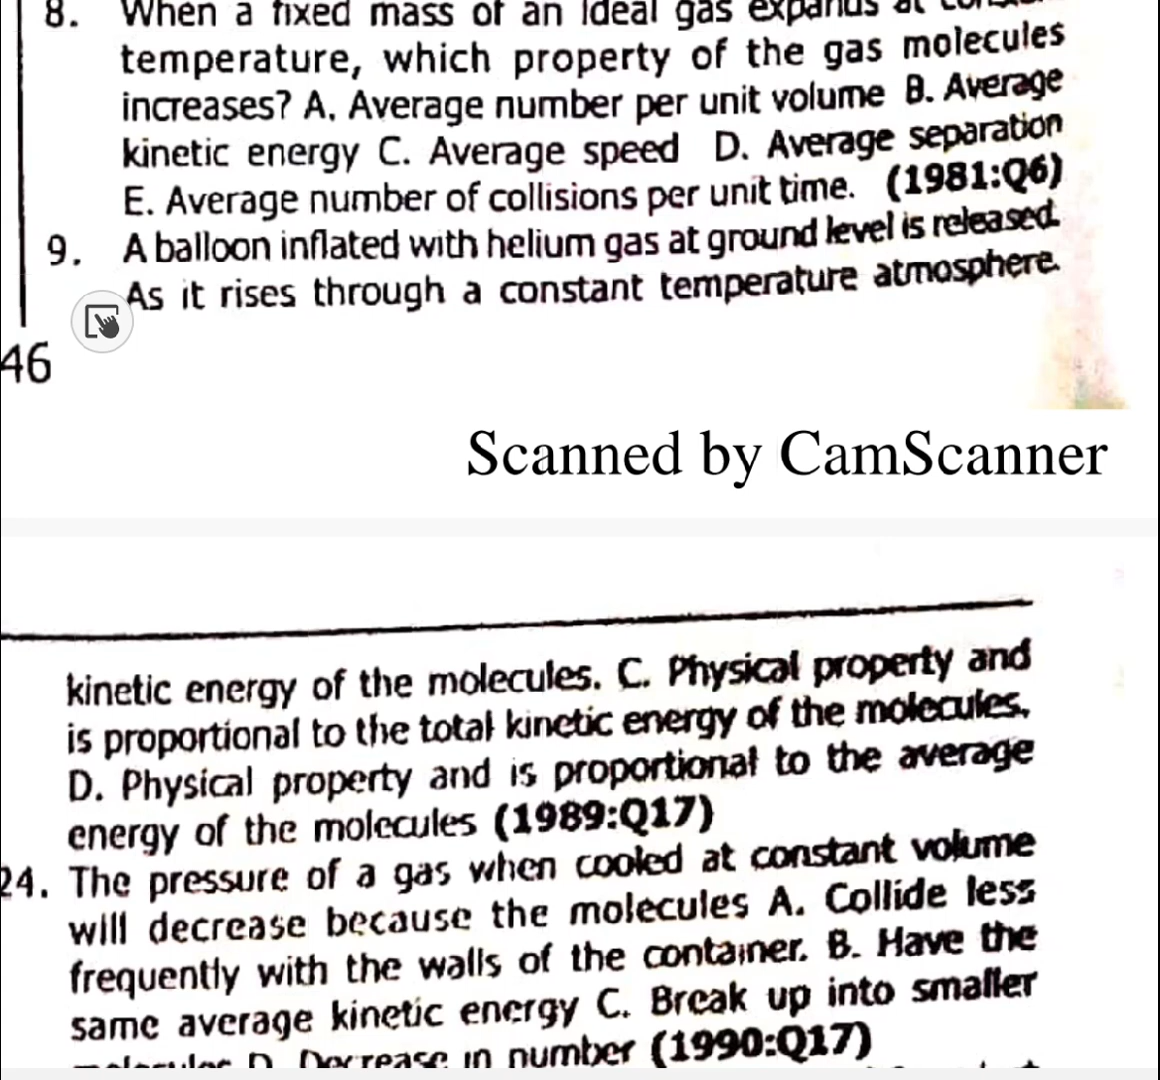 8. When a fixed mass of an ideal gas expands at
temperature, which property of the gas molecules
increases? A. Average number per unit volume B. Average
kinetic energy C. Average speed D. Average separation
E. Average number of collisions per unit time. (1981:Q6)
9. A balloon inflated with helium gas at ground level is released.
As it rises through a constant temperature atmosphere.
46
Scanned by CamScanner
kinetic energy of the molecules. C. Physical property and
is proportional to the total kinetic energy of the molecules.
D. Physical property and is proportional to the average
energy of the molecules (1989:Q17)
24. The pressure of a gas when cooled at constant volume
will decrease because the molecules A. Collide less
frequently with the walls of the container. B. Have the
same average kinetic energy C. Break up into smaller
molecules D. Decrease in number (1990:Q17)